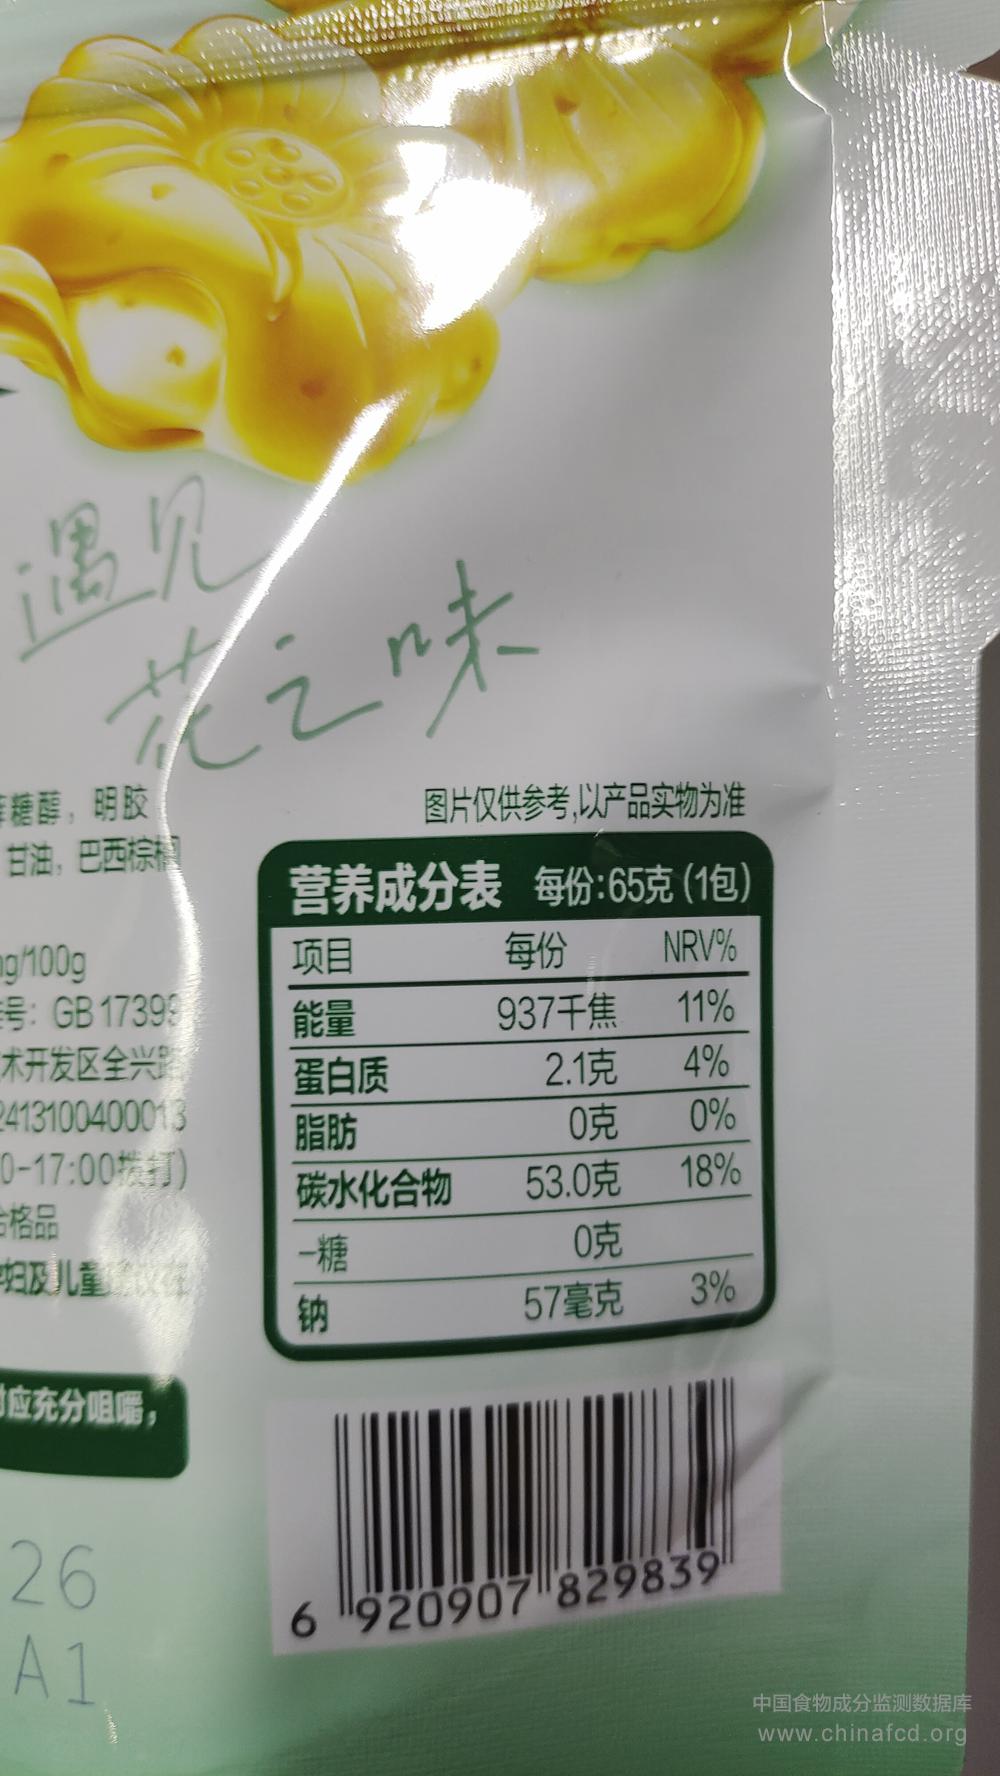 遇见
花之味
糖醇，明胶
甘油，巴西棕榈
图片仅供参考,以产品实物为准
营养成分表 每份:65克(1包)
项目 每份 NRV%
能量 937千焦 11%
蛋白质 2.1克 4%
脂肪 0克 0%
碳水化合物 53.0克 18%
-糖 0克
钠 57毫克 3%
g/100g
号: GB 17399
术开发区全兴路
2413100400013
0-17:00拨打)
合格品
妇及儿童
应充分咀嚼，
26
A1
6 920907 829839
中国食物成分监测数据库
www.chinafcd.org